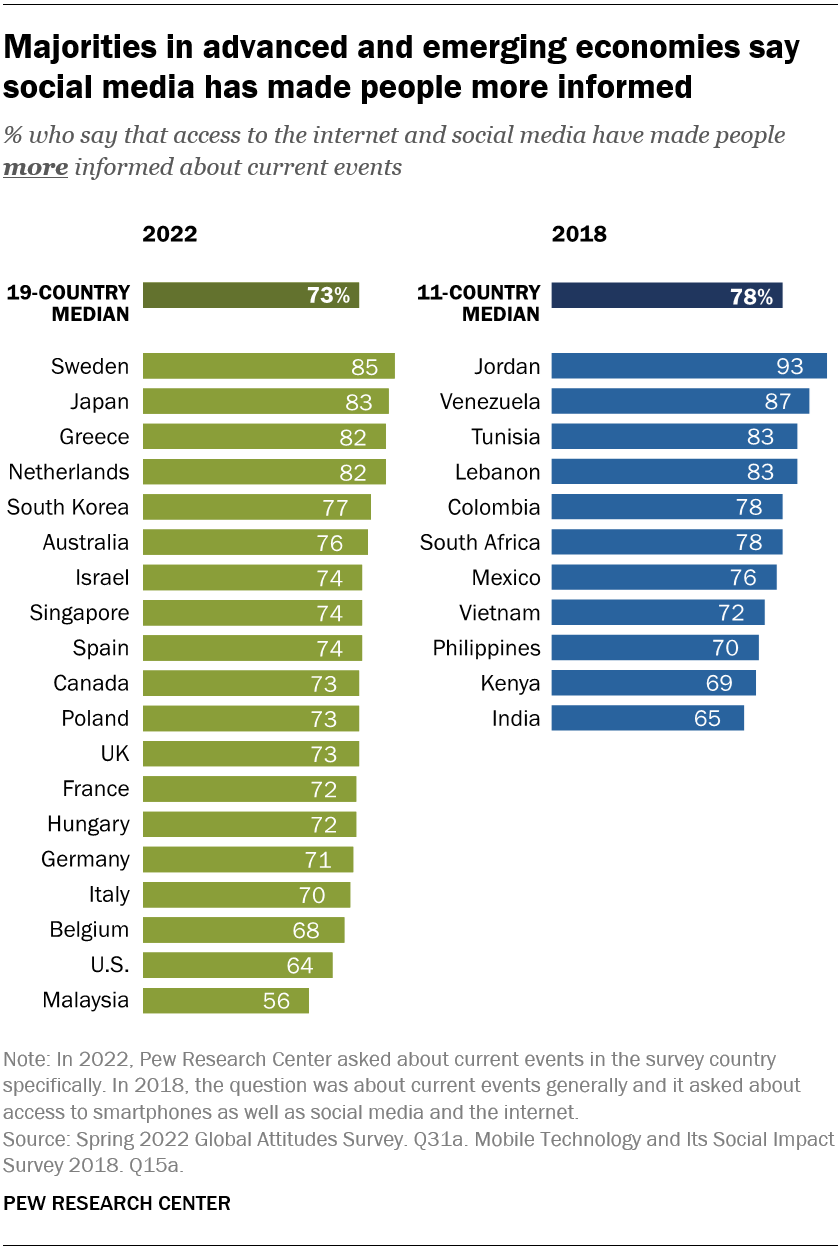 Majorities in advanced and emerging economies say
social media has made people more informed
% who say that access to the internet and social media have made people
more informed about current events
2022
19-COUNTRY
MEDIAN
73%
Sweden 85
Japan 83
Greece 82
Netherlands 82
South Korea 77
Australia 76
Israel 74
Singapore 74
Spain 74
Canada 73
Poland 73
UK 73
France 72
Hungary 72
Germany 71
Italy 70
Belgium 68
U.S. 64
Malaysia 56
2018
11-COUNTRY
MEDIAN
78%
Jordan 93
Venezuela 87
Tunisia 83
Lebanon 83
Colombia 78
South Africa 78
Mexico 76
Vietnam 72
Philippines 70
Kenya 69
India 65
Note: In 2022, Pew Research Center asked about current events in the survey country
specifically. In 2018, the question was about current events generally and it asked about
access to smartphones as well as social media and the internet.
Source: Spring 2022 Global Attitudes Survey. Q31a. Mobile Technology and Its Social Impact
Survey 2018. Q15a.
PEW RESEARCH CENTER